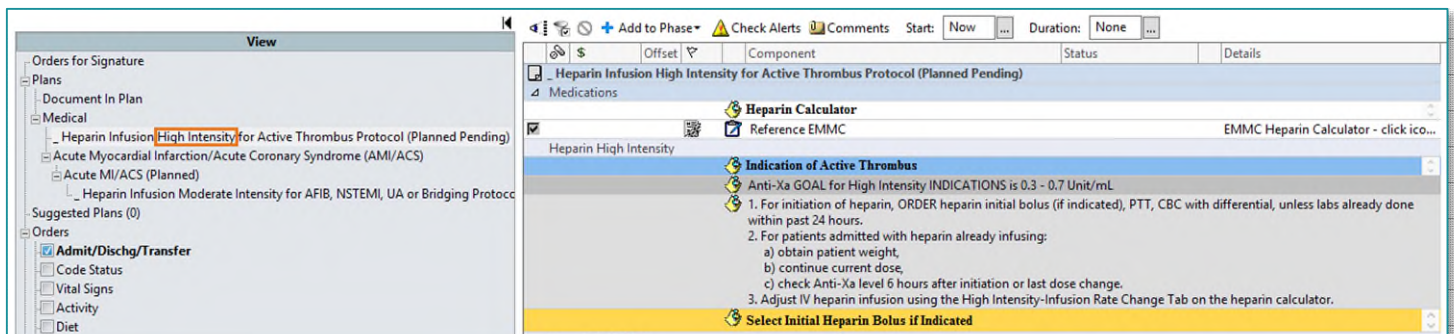 View
Orders for Signature
Plans
Document In Plan
Medical
_ Heparin Infusion High Intensity for Active Thrombus Protocol (Planned Pending)
Acute Myocardial Infarction/Acute Coronary Syndrome (AMI/ACS)
Acute MI/ACS (Planned)
_ Heparin Infusion Moderate Intensity for AFIB, NSTEMI, UA or Bridging Protocc
Suggested Plans (0)
Orders
Admit/Dischg/Transfer
Code Status
Vital Signs
Activity
Diet
+ Add to Phase Check Alerts Comments Start: Now ... Duration: None ...
$ Offset Component Status Details
_ Heparin Infusion High Intensity for Active Thrombus Protocol (Planned Pending)
Medications
Heparin Calculator
Reference EMMC EMMC Heparin Calculator - click ico...
Heparin High Intensity
Indication of Active Thrombus
Anti-Xa GOAL for High Intensity INDICATIONS is 0.3 - 0.7 Unit/mL
1. For initiation of heparin, ORDER heparin initial bolus (if indicated), PTT, CBC with differential, unless labs already done
within past 24 hours.
2. For patients admitted with heparin already infusing:
a) obtain patient weight,
b) continue current dose,
c) check Anti-Xa level 6 hours after initiation or last dose change.
3. Adjust IV heparin infusion using the High Intensity-Infusion Rate Change Tab on the heparin calculator.
Select Initial Heparin Bolus if Indicated